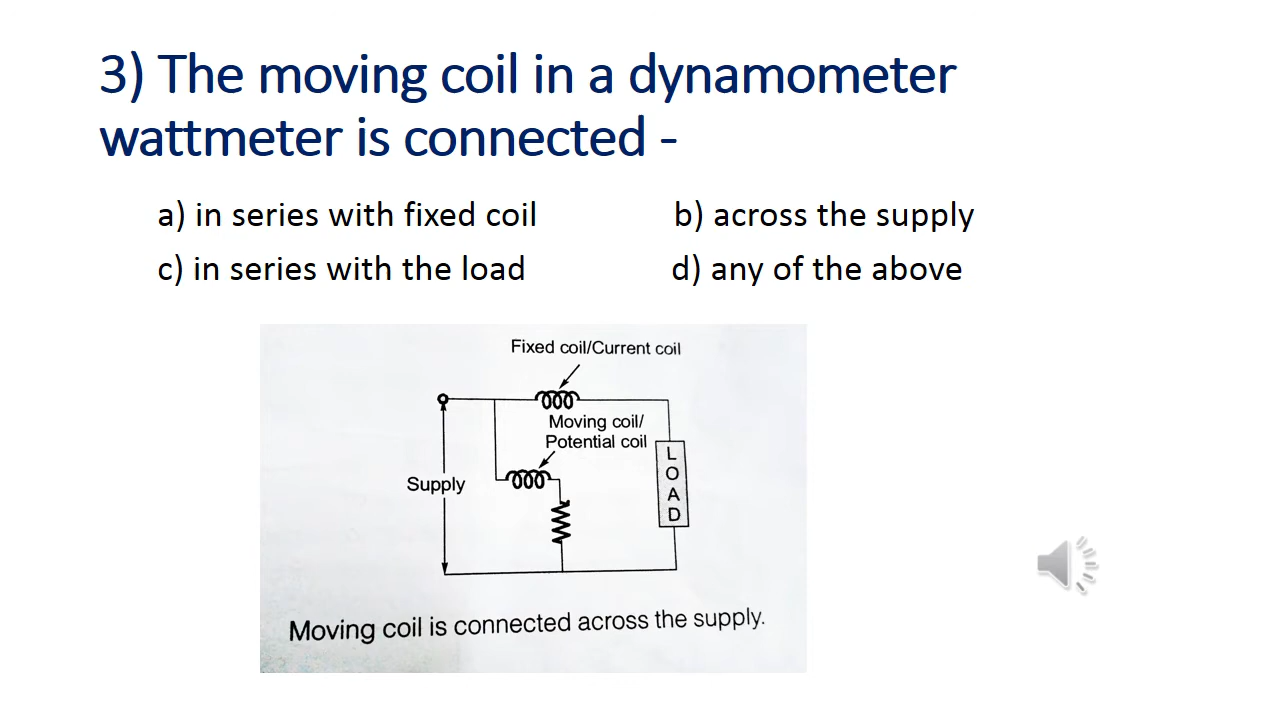 3) The moving coil in a dynamometer
wattmeter is connected -
a) in series with fixed coil b) across the supply
c) in series with the load d) any of the above
Fixed coil/Current coil
Moving coil/
Potential coil
Supply
L
O
A
D
Moving coil is connected across the supply.